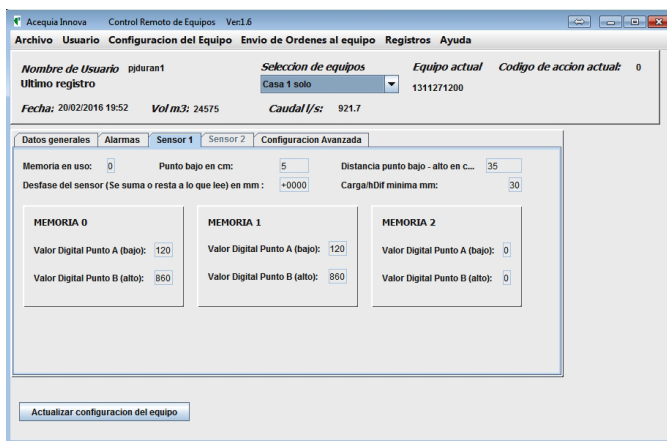 Acequia Innova Control Remoto de Equipos Ver:1.6
Archivo Usuario Configuracion del Equipo Envio de Ordenes al equipo Registros Ayuda
Nombre de Usuario pjduran1 Seleccion de equipos Equipo actual Codigo de accion actual: 0
Ultimo registro Casa 1 solo 1311271200
Fecha: 20/02/2016 19:52 Vol m3: 24575 Caudal l/s: 921.7
Datos generales Alarmas Sensor 1 Sensor 2 Configuracion Avanzada
Memoria en uso: 0 Punto bajo en cm: 5 Distancia punto bajo - alto en c... 35
Desfase del sensor (Se suma o resta a lo que lee) en mm : +0000 Carga/hDif minima mm: 30
MEMORIA 0 MEMORIA 1 MEMORIA 2
Valor Digital Punto A (bajo): 120 Valor Digital Punto A (bajo): 120 Valor Digital Punto A (bajo): 0
Valor Digital Punto B (alto): 860 Valor Digital Punto B (alto): 860 Valor Digital Punto B (alto): 0
Actualizar configuracion del equipo